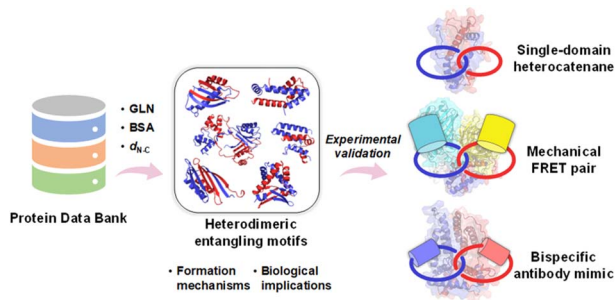 • GLN
• BSA
• dN-C
Protein Data Bank
Heterodimeric
entangling motifs
• Formation mechanisms
• Biological implications
Experimental
validation
Single-domain
heterocatenane
Mechanical
FRET pair
Bispecific
antibody mimic